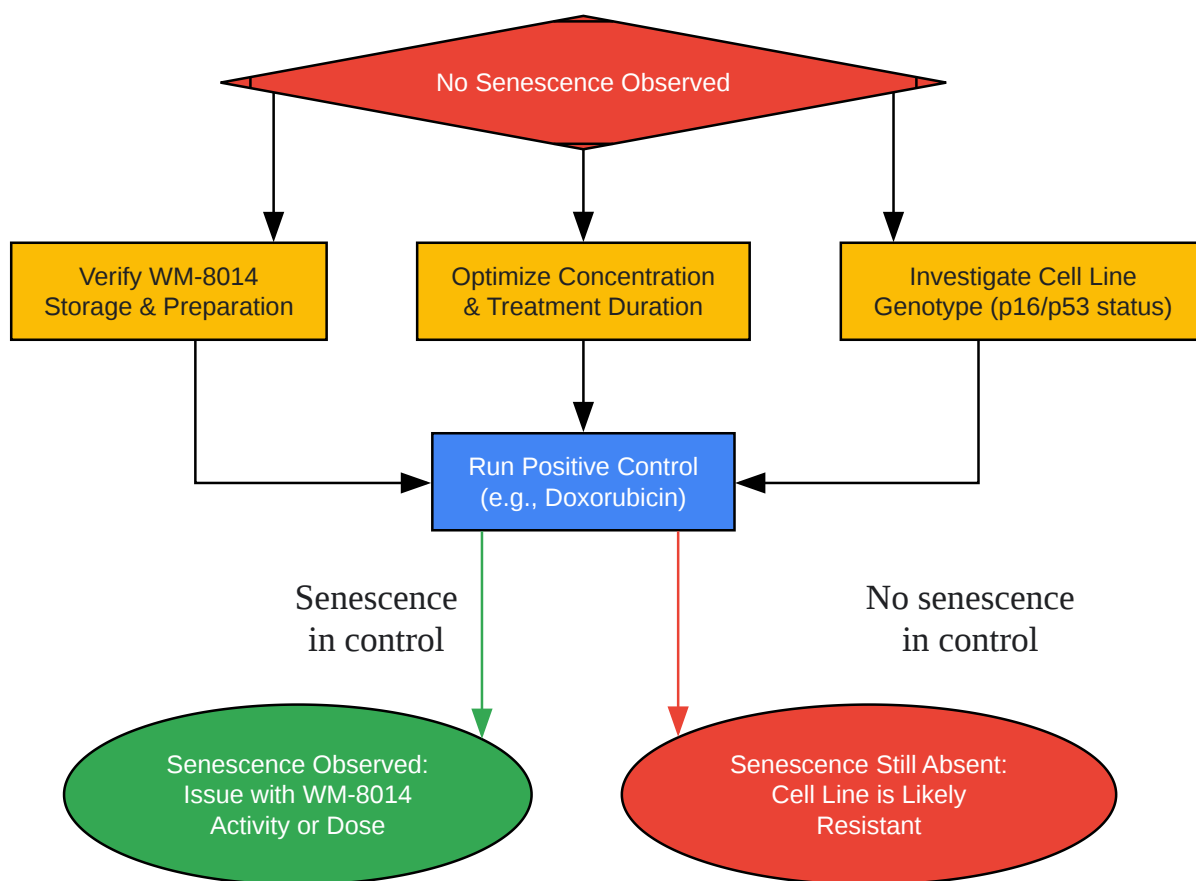 No Senescence Observed
Verify WM-8014
Storage & Preparation
Optimize Concentration
& Treatment Duration
Investigate Cell Line
Genotype (p16/p53 status)
Run Positive Control
(e.g., Doxorubicin)
Senescence
in control
No senescence
in control
Senescence Observed:
Issue with WM-8014
Activity or Dose
Senescence Still Absent:
Cell Line is Likely
Resistant